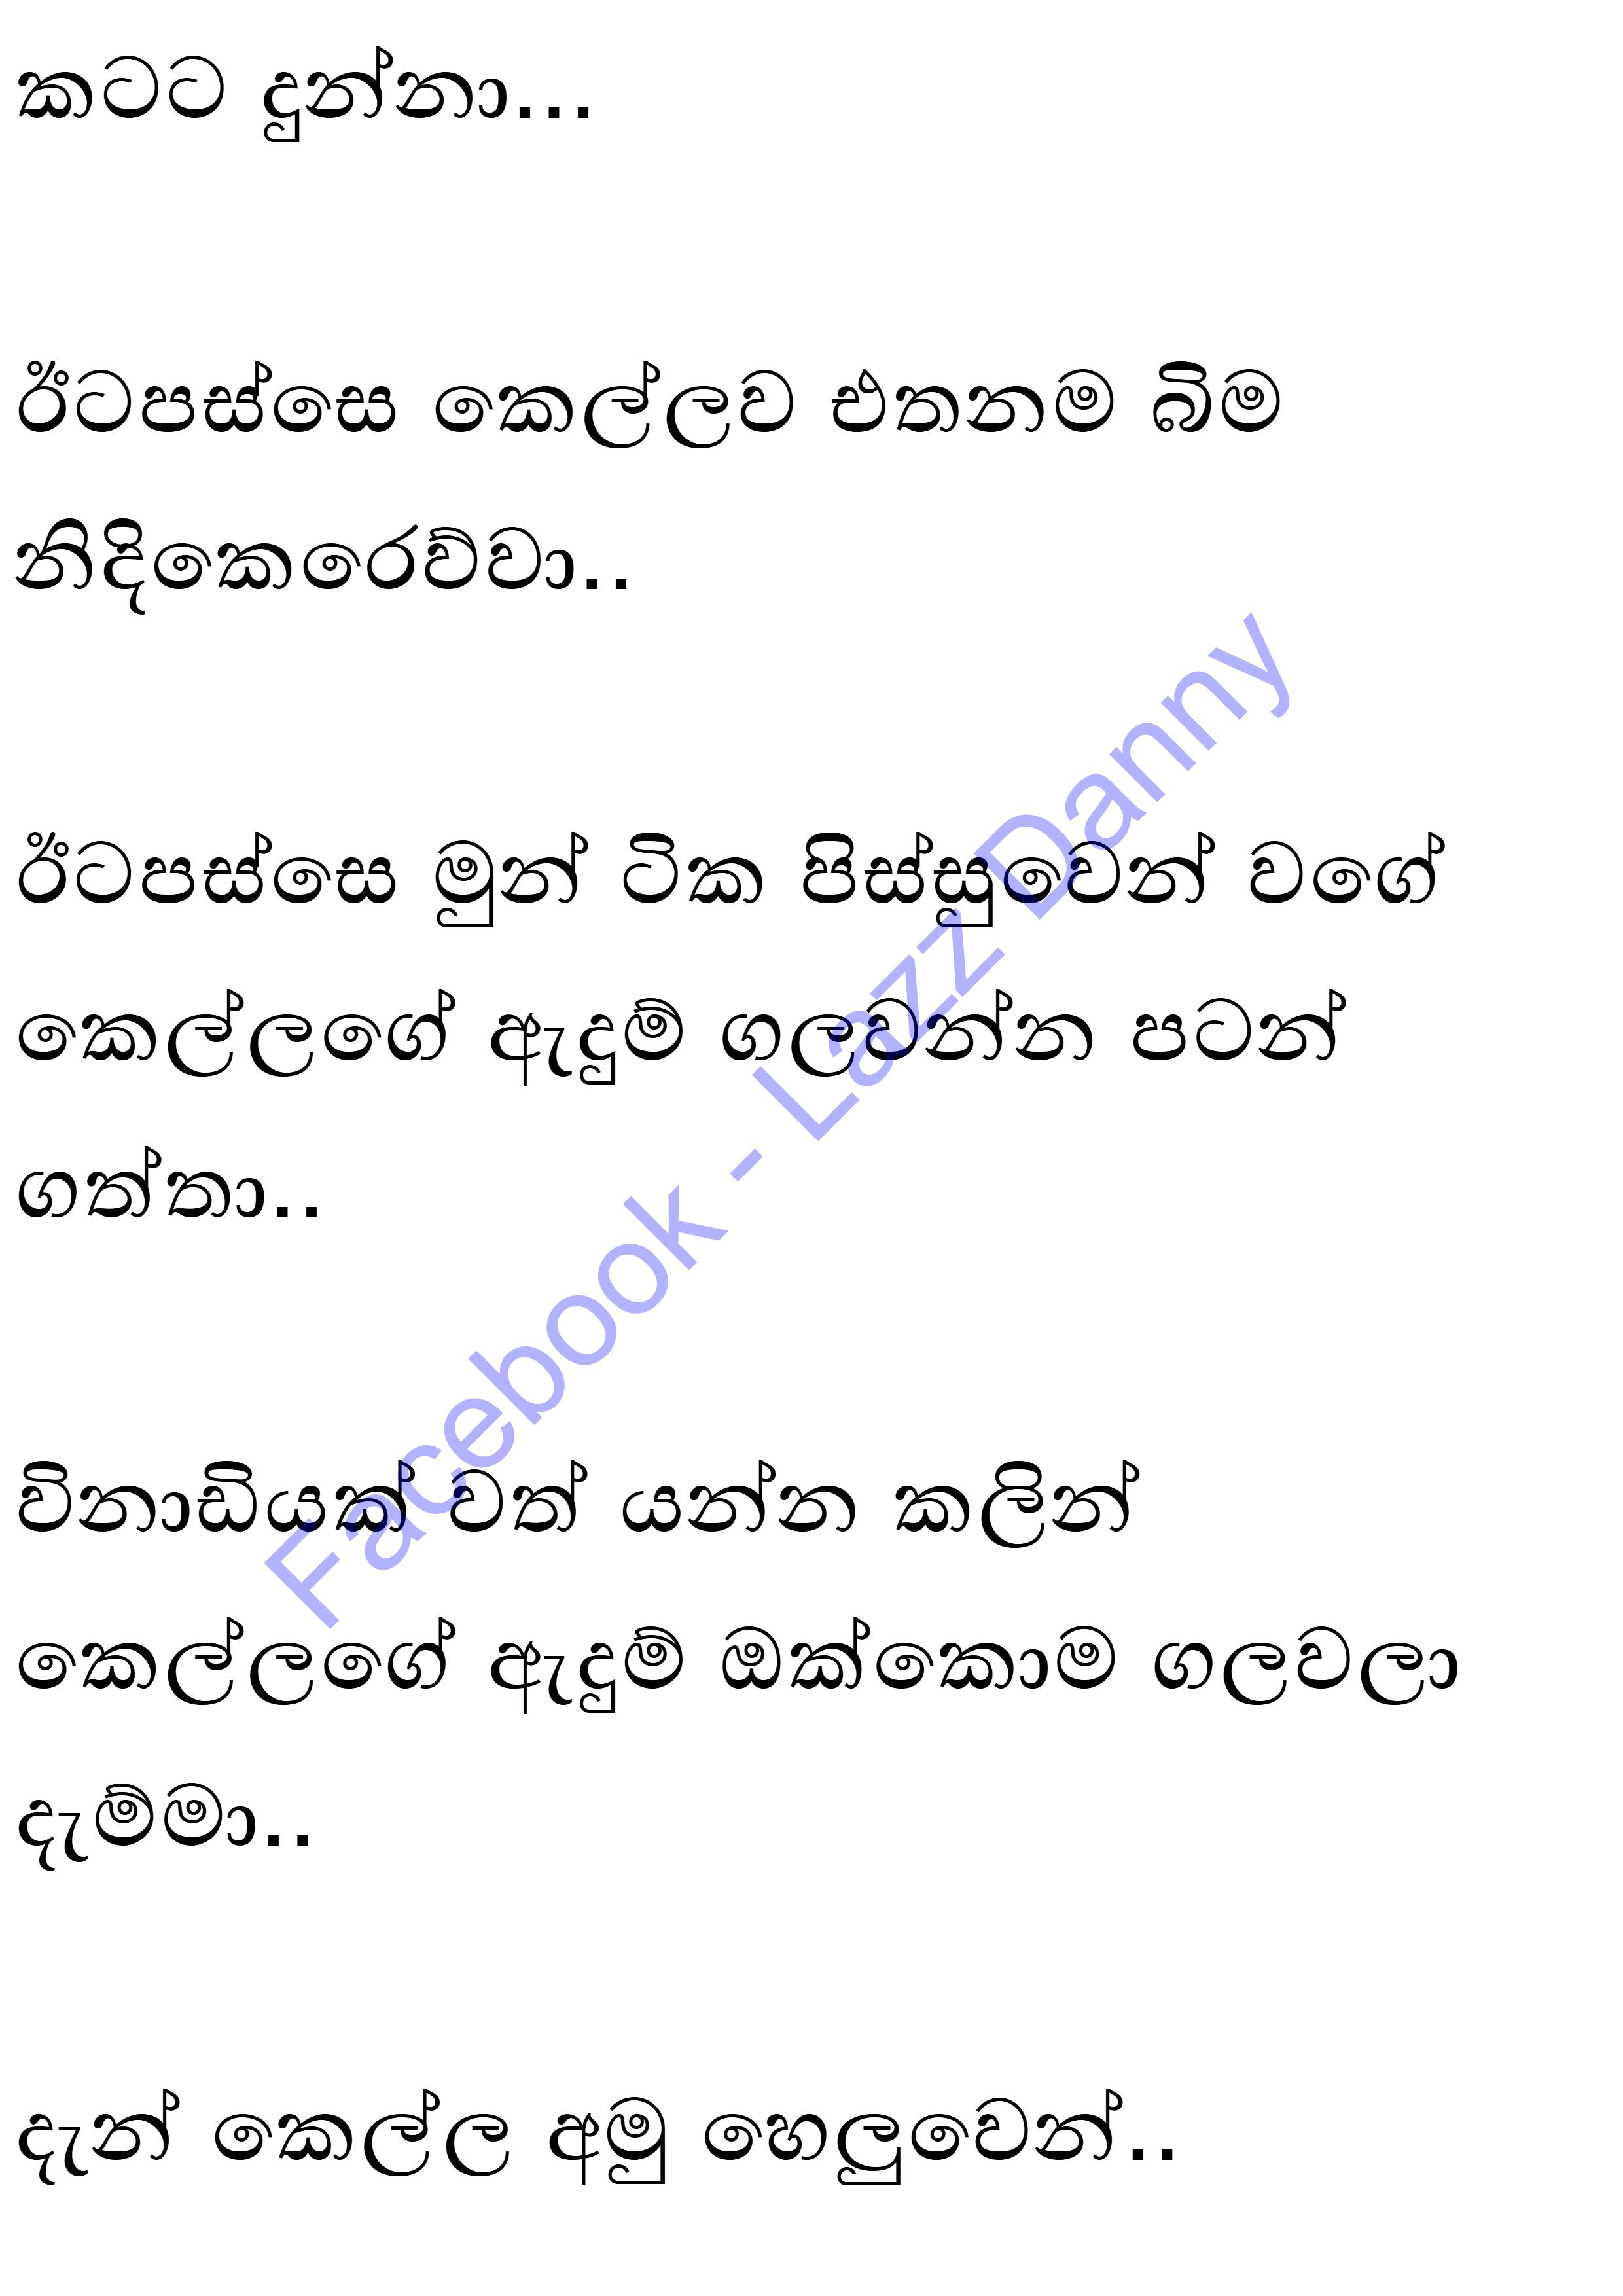 කටට දුන්නා...
ඊටපස්සෙ කෙල්ලව එතනම බිම
නිදිකෙරෙව්වා..
ඊටපස්සෙ මුන් ටික පිස්සුවෙන් වගේ
කෙල්ලගේ ඇදුම් ගලවන්න පටන්
ගත්තා..
විනාඩියක් වත් යන්න කලින්
කෙල්ලගේ ඇදුම් ඔක්කොම ගලවලා
දැම්මා..
දැන් කෙල්ල අමු හෙලුවෙන්..
Facebook - Lazz Danny